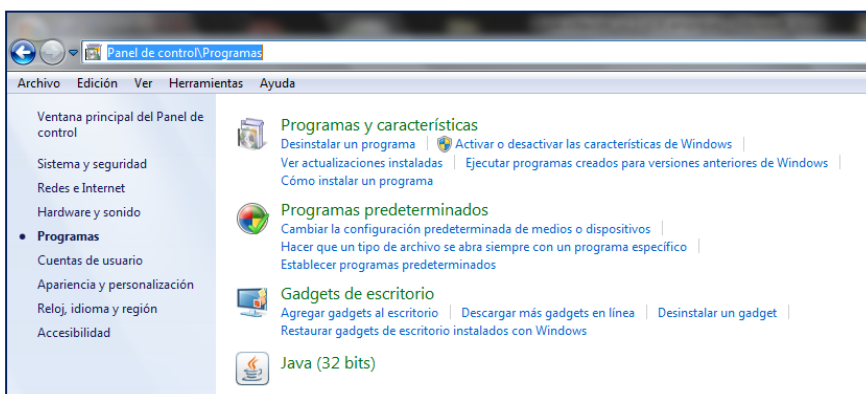 Panel de control\Programas
Archivo Edición Ver Herramientas Ayuda
Ventana principal del Panel de
control
Sistema y seguridad
Redes e Internet
Hardware y sonido
Programas
Cuentas de usuario
Apariencia y personalización
Reloj, idioma y región
Accesibilidad
Programas y características
Desinstalar un programa
Activar o desactivar las características de Windows
Ver actualizaciones instaladas
Ejecutar programas creados para versiones anteriores de Windows
Cómo instalar un programa
Programas predeterminados
Cambiar la configuración predeterminada de medios o dispositivos
Hacer que un tipo de archivo se abra siempre con un programa específico
Establecer programas predeterminados
Gadgets de escritorio
Agregar gadgets al escritorio
Descargar más gadgets en línea
Desinstalar un gadget
Restaurar gadgets de escritorio instalados con Windows
Java (32 bits)